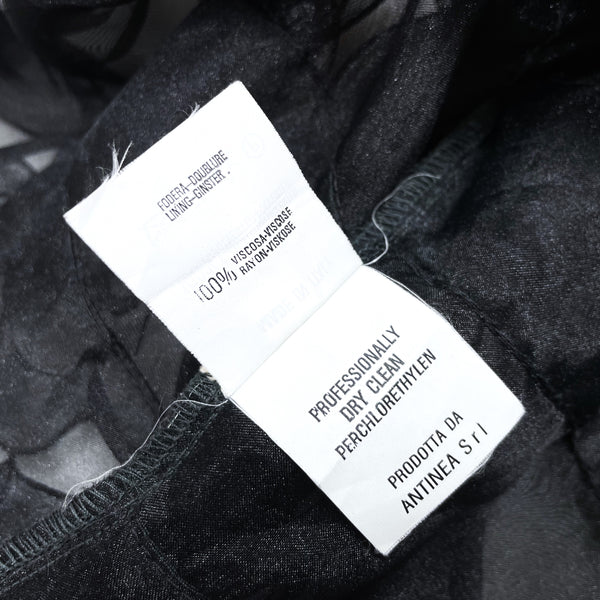 FODERA-DOUBLURE
LINING-GINSTER.
100% VISCOSA-VISCOSE
RAYON-VISKOSE
PROFESSIONALLY
DRY CLEAN
PERCHLORETHYLEN
PRODOTTA DA
ANTINEA Srl